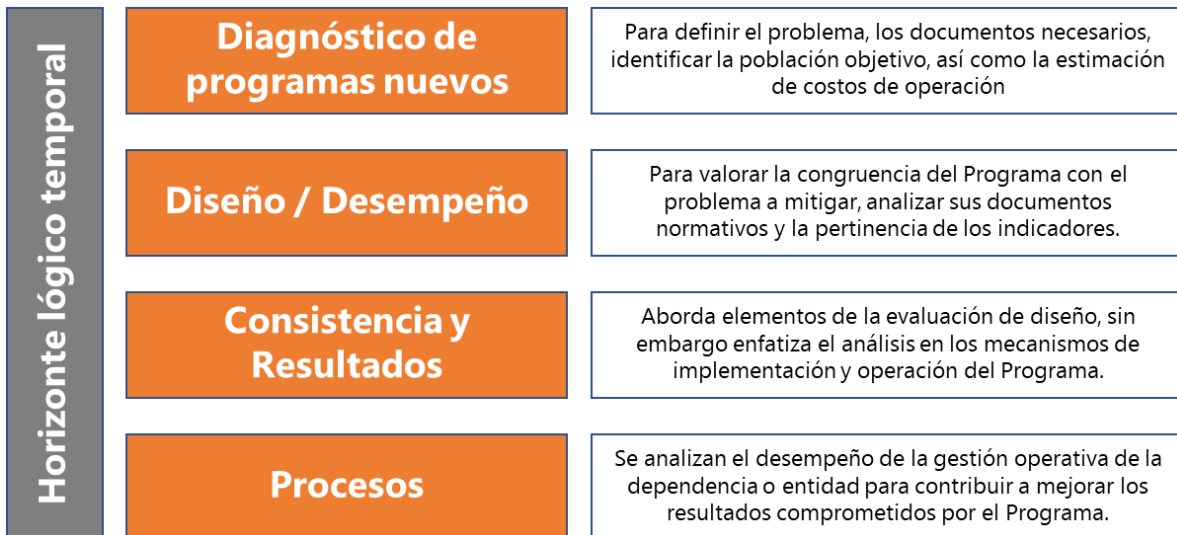 Horizonte lógico temporal
Diagnóstico de
programas nuevos
Para definir el problema, los documentos necesarios,
identificar la población objetivo, así como la estimación
de costos de operación
Diseño / Desempeño
Para valorar la congruencia del Programa con el
problema a mitigar, analizar sus documentos
normativos y la pertinencia de los indicadores.
Consistencia y
Resultados
Aborda elementos de la evaluación de diseño, sin
embargo enfatiza el análisis en los mecanismos de
implementación y operación del Programa.
Procesos
Se analizan el desempeño de la gestión operativa de la
dependencia o entidad para contribuir a mejorar los
resultados comprometidos por el Programa.